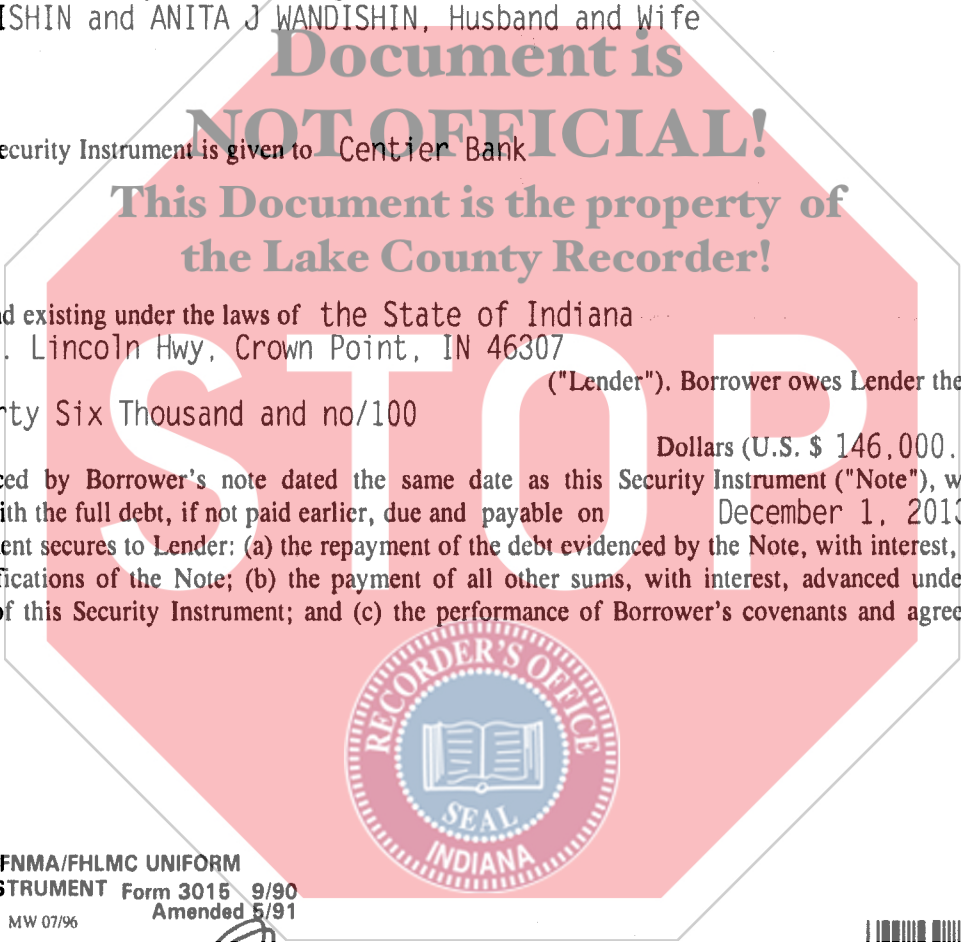 ISHIN and ANITA J WANDISHIN, Husband and Wife
Document is
NOT OFFICIAL!
ecurity Instrument is given to Centier Bank
This Document is the property of
the Lake County Recorder!
d existing under the laws of the State of Indiana
. Lincoln Hwy, Crown Point, IN 46307
("Lender"). Borrower owes Lender the
rty Six Thousand and no/100
Dollars (U.S. $ 146,000.
STOP
ced by Borrower's note dated the same date as this Security Instrument ("Note"), w
ith the full debt, if not paid earlier, due and payable on December 1, 2013
ent secures to Lender: (a) the repayment of the debt evidenced by the Note, with interest,
fications of the Note; (b) the payment of all other sums, with interest, advanced unde
of this Security Instrument; and (c) the performance of Borrower's covenants and agree
RECORDER'S OFFICE
SEAL
INDIANA
FNMA/FHLMC UNIFORM
STRUMENT Form 3015 9/90
Amended 5/91
MW 07/96